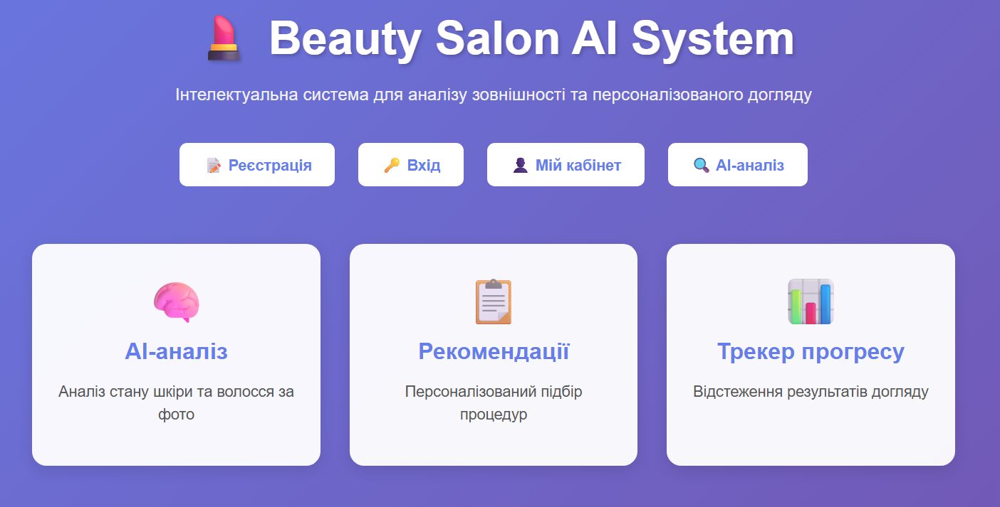 Beauty Salon AI System
Інтелектуальна система для аналізу зовнішності та персоналізованого догляду
Реєстрація
Вхід
Мій кабінет
AI-аналіз
AI-аналіз
Аналіз стану шкіри та волосся за
фото
Рекомендації
Персоналізований підбір
процедур
Трекер прогресу
Відстеження результатів догляду